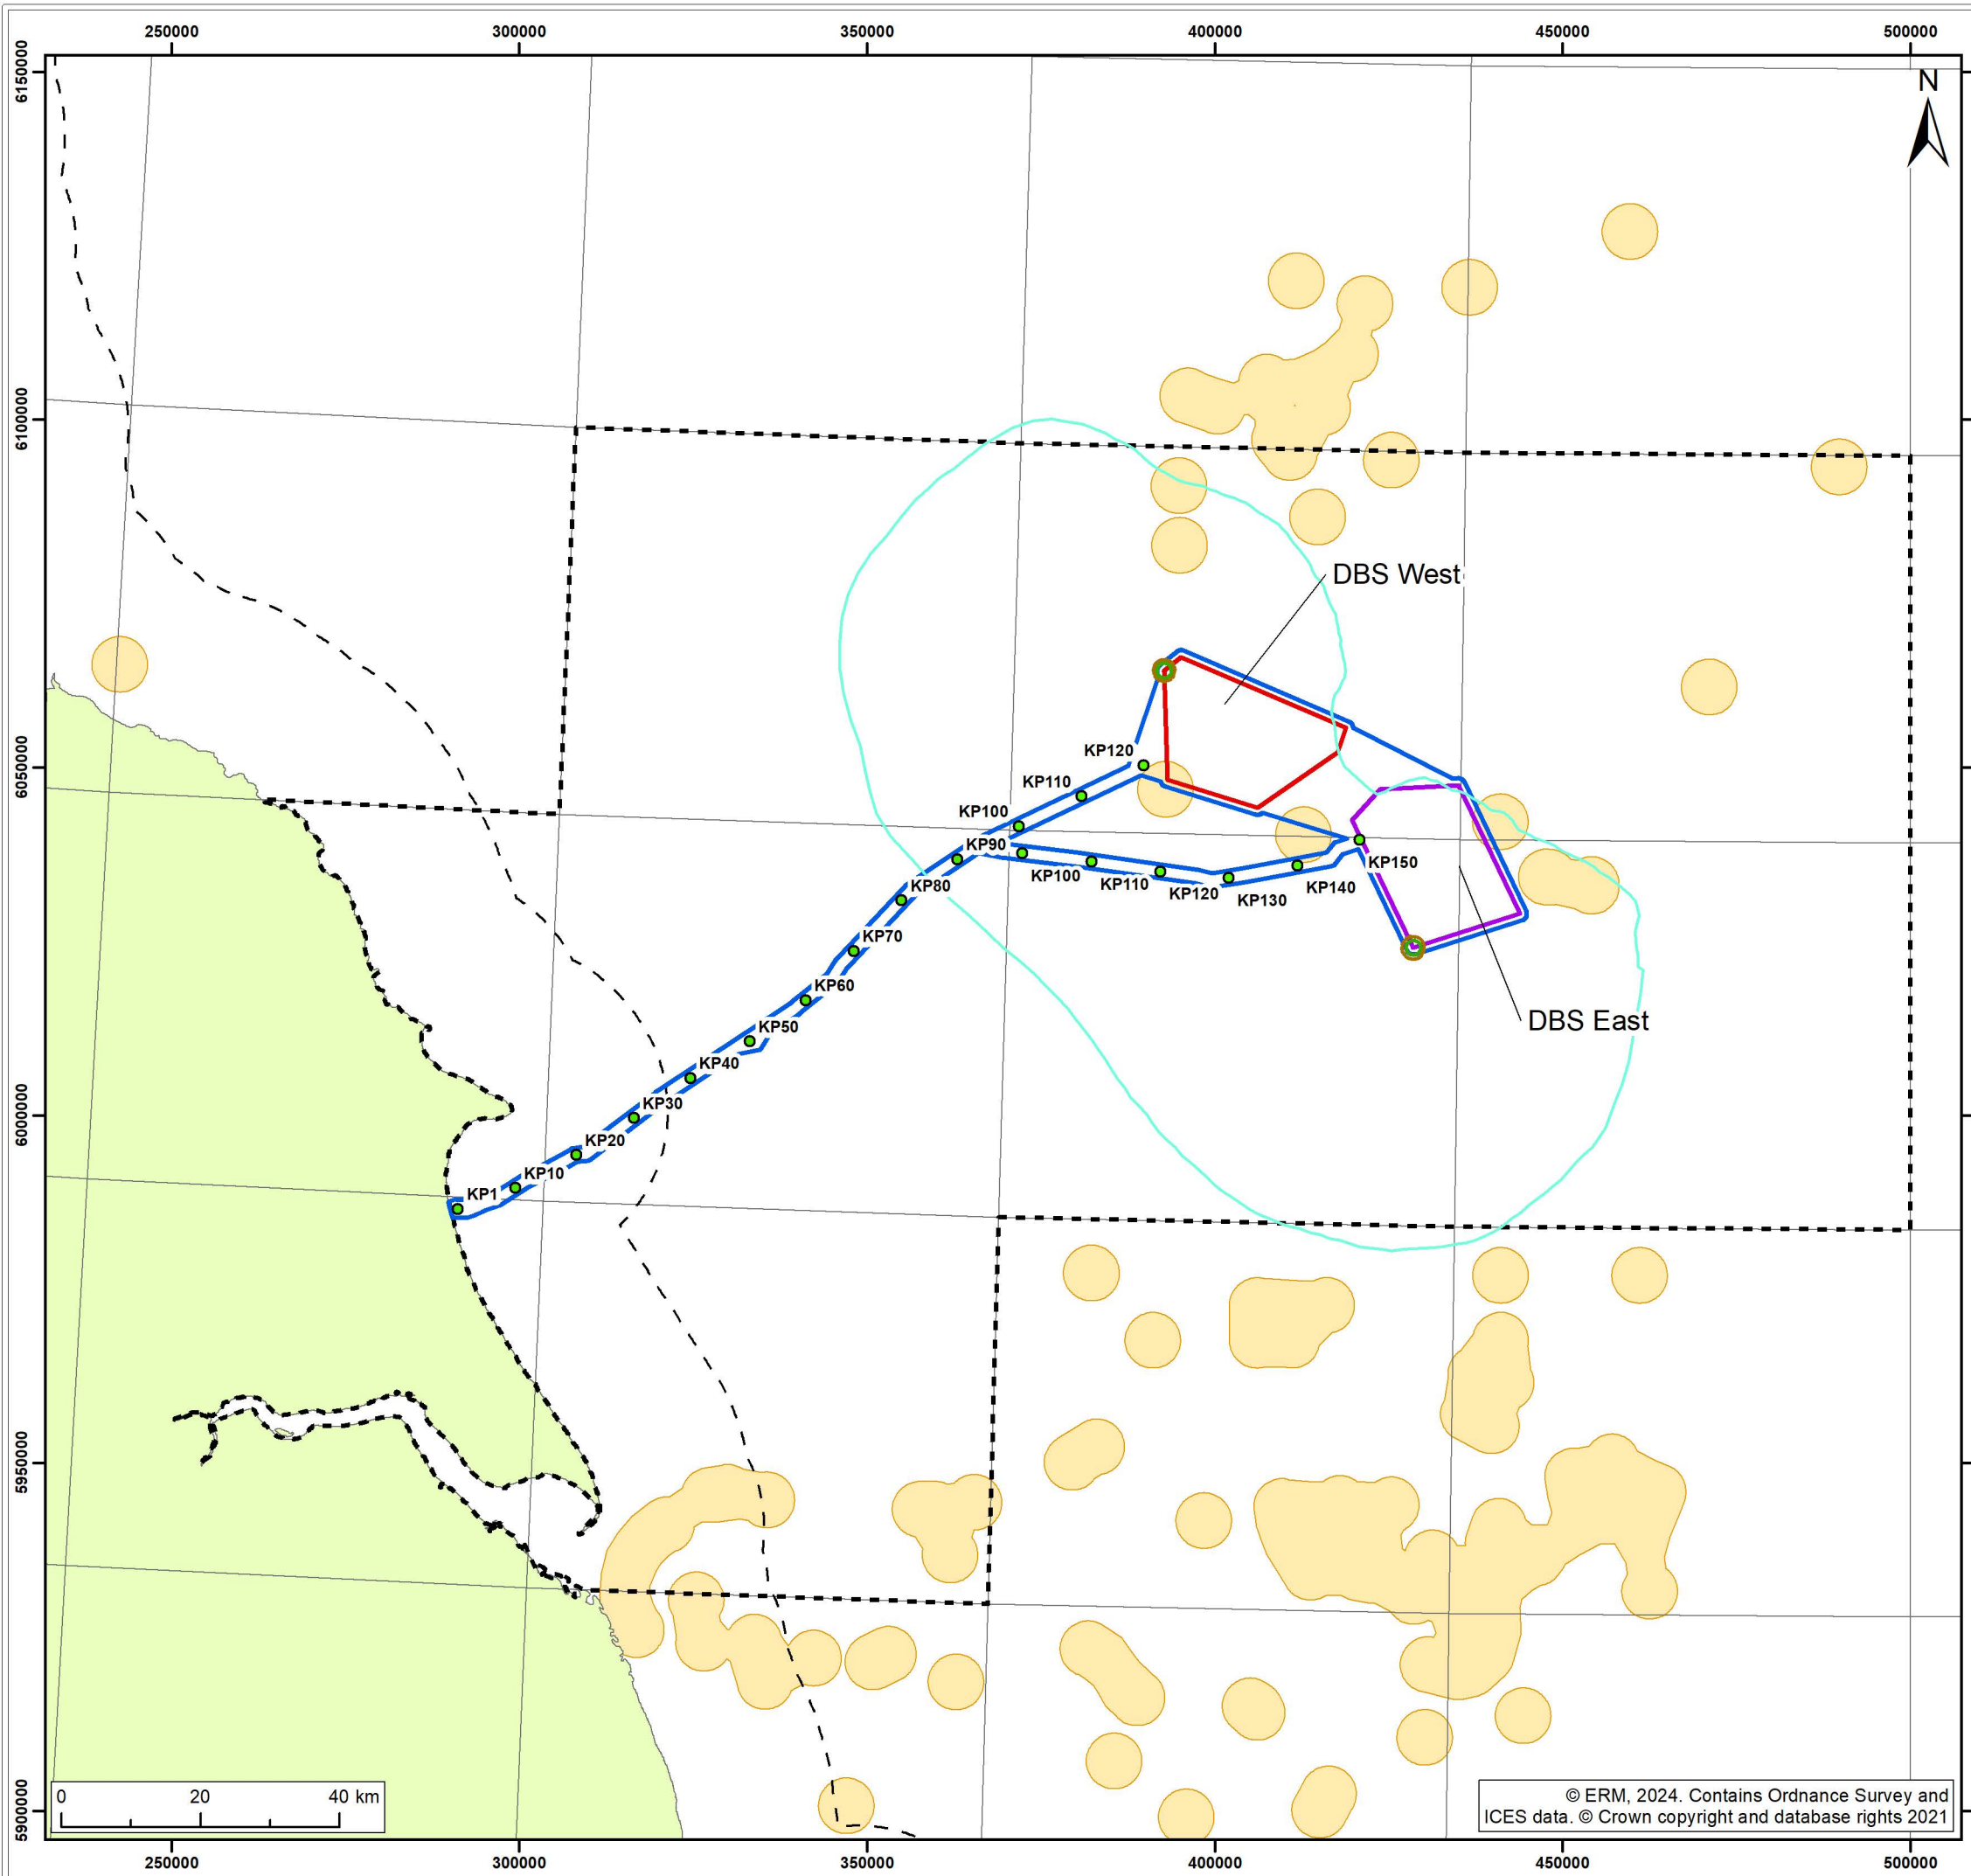 250000
300000
350000
400000
450000
500000
6150000
N
6100000
DBS West
6050000
KP120
KP110
KP100
KP90
KP80
KP100
KP110
KP120
KP130
KP140
KP150
KP70
KP60
KP50
KP40
KP30
KP20
KP10
KP1
DBS East
6000000
5950000
5900000
0 20 40 km
© ERM, 2024. Contains Ordnance Survey and
ICES data. © Crown copyright and database rights 2021
250000
300000
350000
400000
450000
500000